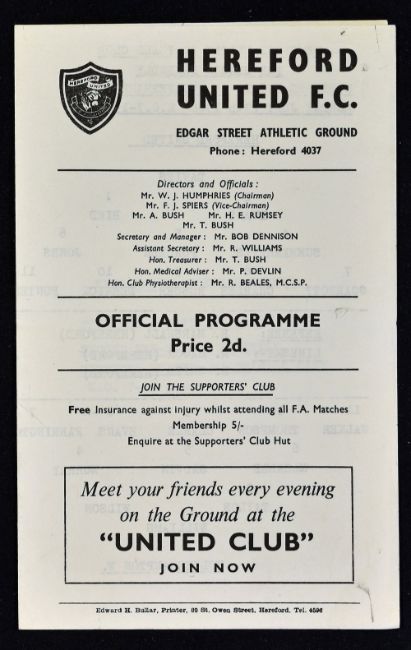 HEREFORD
UNITED F.C.
HEREFORD
UNITED
EDGAR STREET ATHLETIC GROUND
Phone: Hereford 4037
Directors and Officials:
Mr. W. J. HUMPHRIES (Chairman)
Mr. F. J. SPIERS (Vice-Chairman)
Mr. A. BUSH Mr. H. E. RUMSEY
Mr. T. BUSH
Secretary and Manager: Mr. BOB DENNISON
Assistant Secretary: Mr. R. WILLIAMS
Hon. Treasurer: Mr. T. BUSH
Hon. Medical Adviser: Mr. P. DEVLIN
Hon. Club Physiotherapist: Mr. R. BEALES, M.C.S.P.
OFFICIAL PROGRAMME
Price 2d.
JOIN THE SUPPORTERS' CLUB
Free Insurance against injury whilst attending all F.A. Matches
Membership 5/-
Enquire at the Supporters' Club Hut
Meet your friends every evening
on the Ground at the
"UNITED CLUB"
JOIN NOW
Edward H. Bullar, Printer, 20 St. Owen Street, Hereford. Tel. 4596